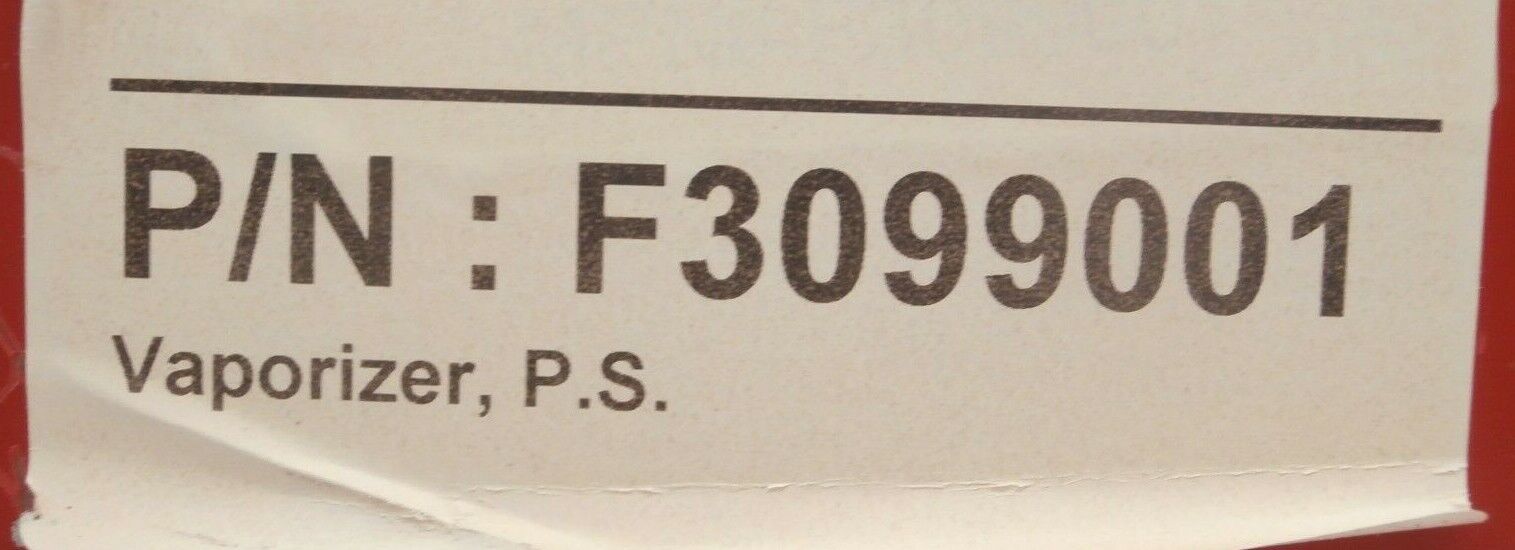 P/N : F3099001
Vaporizer, P.S.